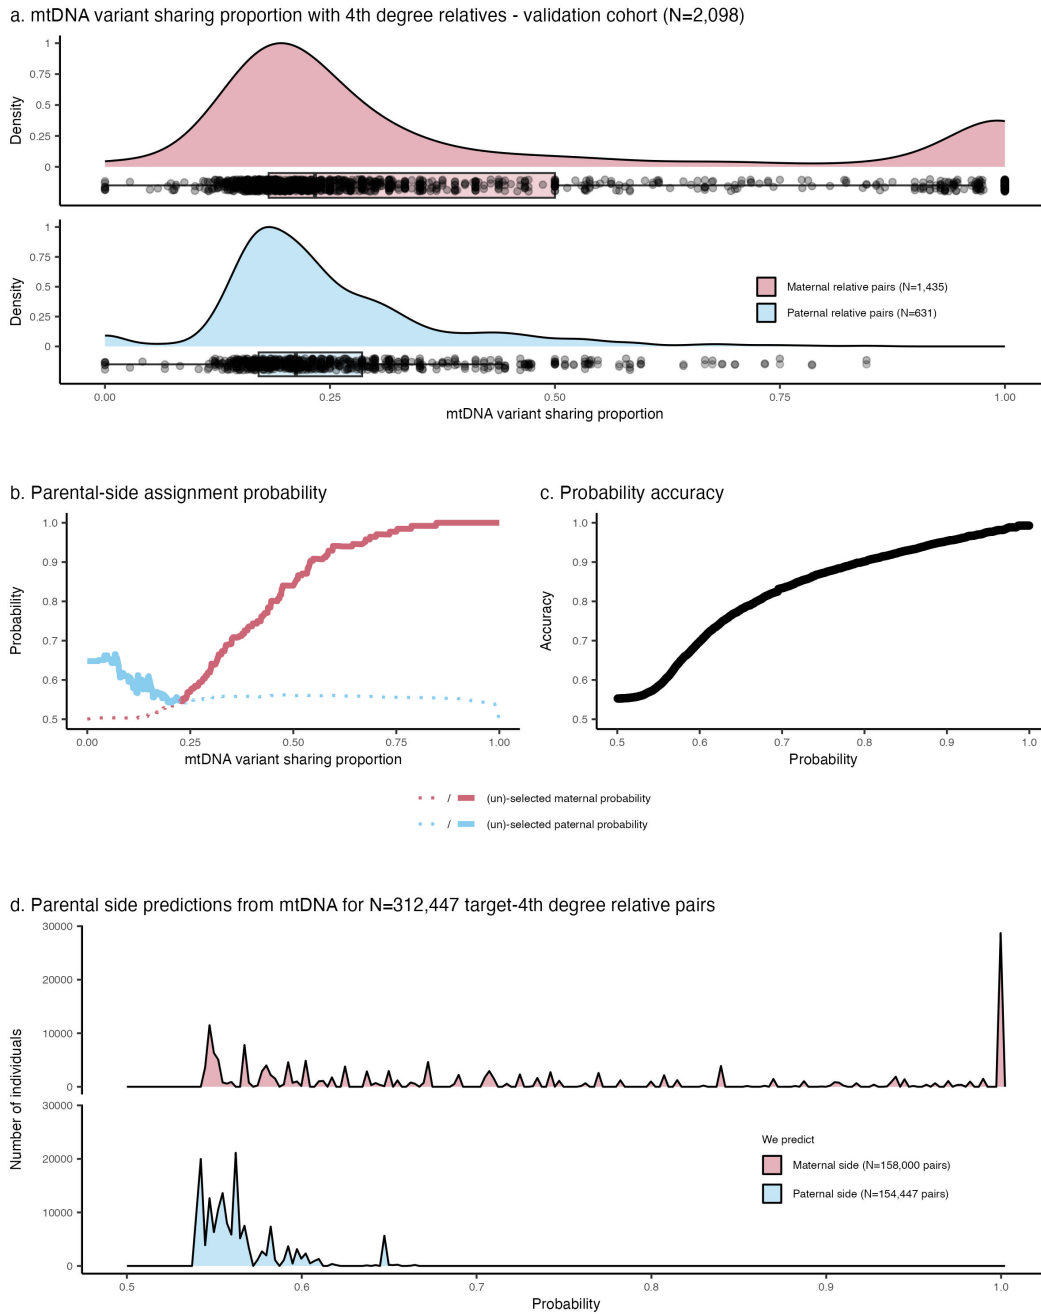 a. mtDNA variant sharing proportion with 4th degree relatives - validation cohort (N=2,098)
1
0.75
0.5
0.25
0
Density
1
0.75
0.5
0.25
0
Density
Maternal relative pairs (N=1,435)
Paternal relative pairs (N=631)
0.00 0.25 0.50 0.75 1.00
mtDNA variant sharing proportion
b. Parental-side assignment probability
1.0
0.9
0.8
0.7
0.6
0.5
Probability
0.00 0.25 0.50 0.75 1.00
mtDNA variant sharing proportion
c. Probability accuracy
1.0
0.9
0.8
0.7
0.6
0.5
Accuracy
0.5 0.6 0.7 0.8 0.9 1.0
Probability
/ (un)-selected maternal probability
/ (un)-selected paternal probability
d. Parental side predictions from mtDNA for N=312,447 target-4th degree relative pairs
30000
20000
10000
0
30000
20000
10000
0
Number of individuals
We predict
Maternal side (N=158,000 pairs)
Paternal side (N=154,447 pairs)
0.5 0.6 0.7 0.8 0.9 1.0
Probability